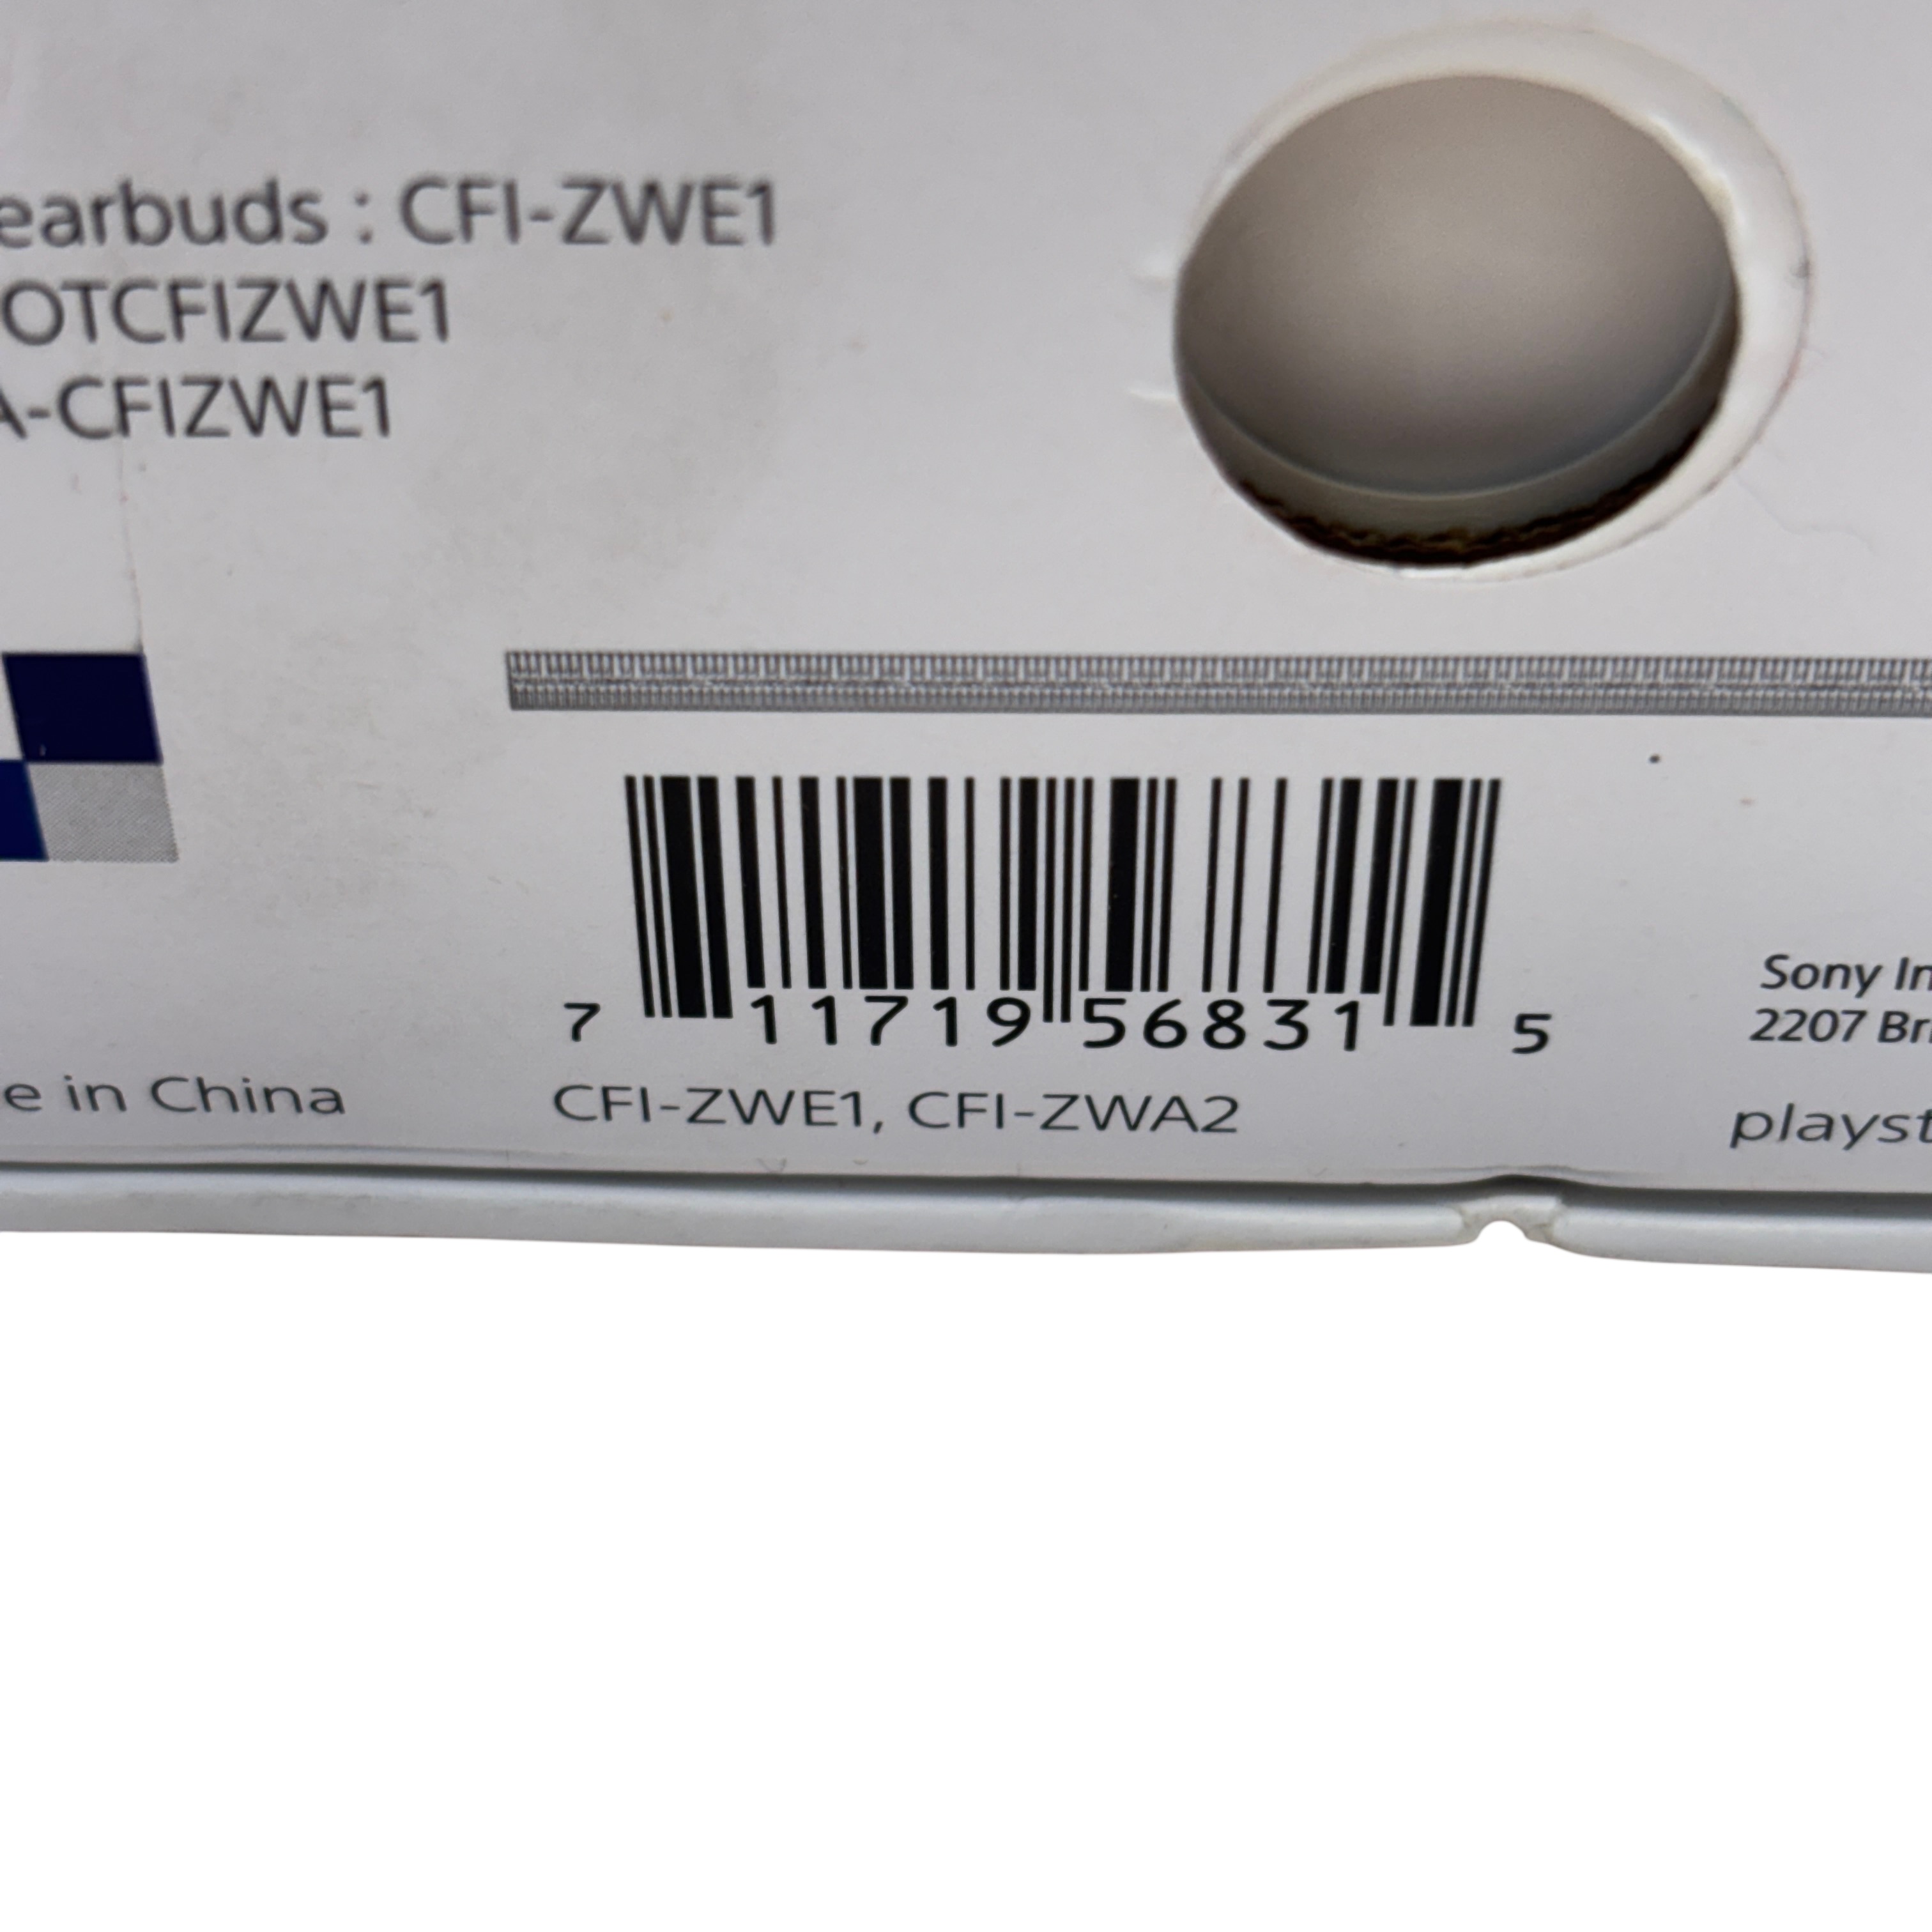 earbuds : CFI-ZWE1
OTCFIZWE1
A-CFIZWE1
7 11719 56831 5
Sony In
2207 Bri
e in China
CFI-ZWE1, CFI-ZWA2
playst